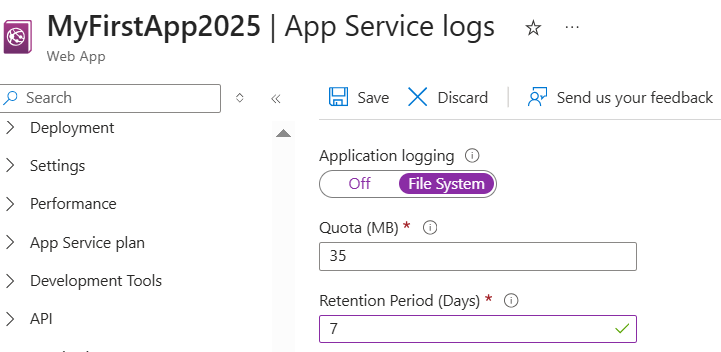 MyFirstApp2025 | App Service logs
Web App
Search
Save
Discard
Send us your feedback
Deployment
Settings
Performance
App Service plan
Development Tools
API
Application logging
Off
File System
Quota (MB) *
35
Retention Period (Days) *
7